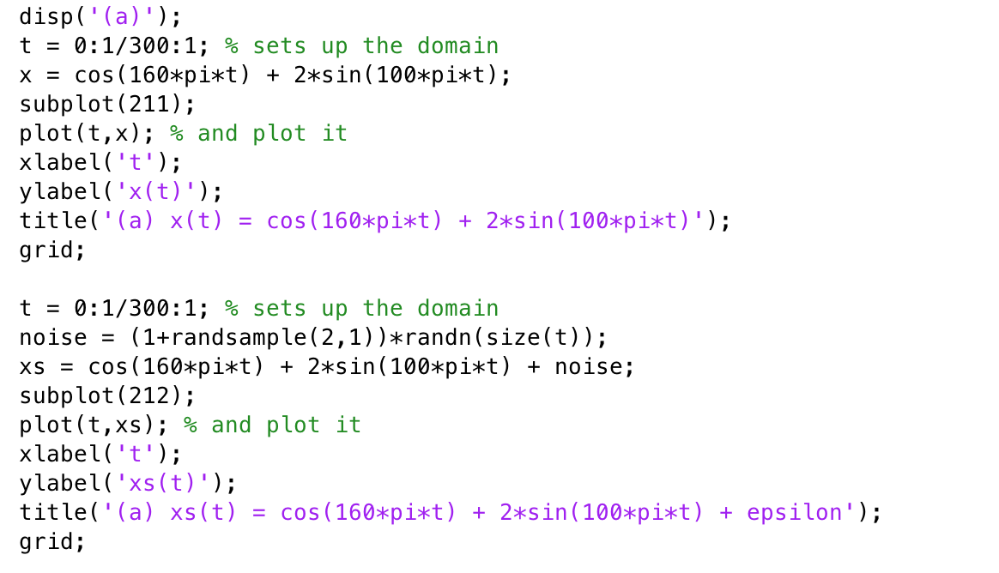 disp('(a)');
t = 0:1/300:1; % sets up the domain
x = cos(160*pi*t) + 2*sin(100*pi*t);
subplot(211);
plot(t,x); % and plot it
xlabel('t');
ylabel('x(t)');
title('(a) x(t) = cos(160*pi*t) + 2*sin(100*pi*t)');
grid;
t = 0:1/300:1; % sets up the domain
noise = (1+randsample(2,1))*randn(size(t));
xs = cos(160*pi*t) + 2*sin(100*pi*t) + noise;
subplot(212);
plot(t,xs); % and plot it
xlabel('t');
ylabel('xs(t)');
title('(a) xs(t) = cos(160*pi*t) + 2*sin(100*pi*t) + epsilon');
grid;